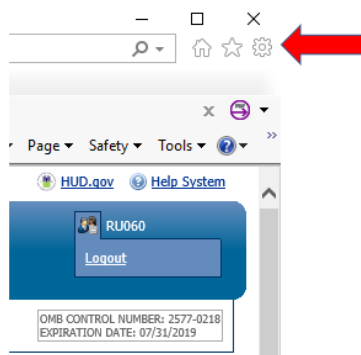 Page Safety Tools
HUD.gov Help System
RU060
Logout
OMB CONTROL NUMBER: 2577-0218
EXPIRATION DATE: 07/31/2019